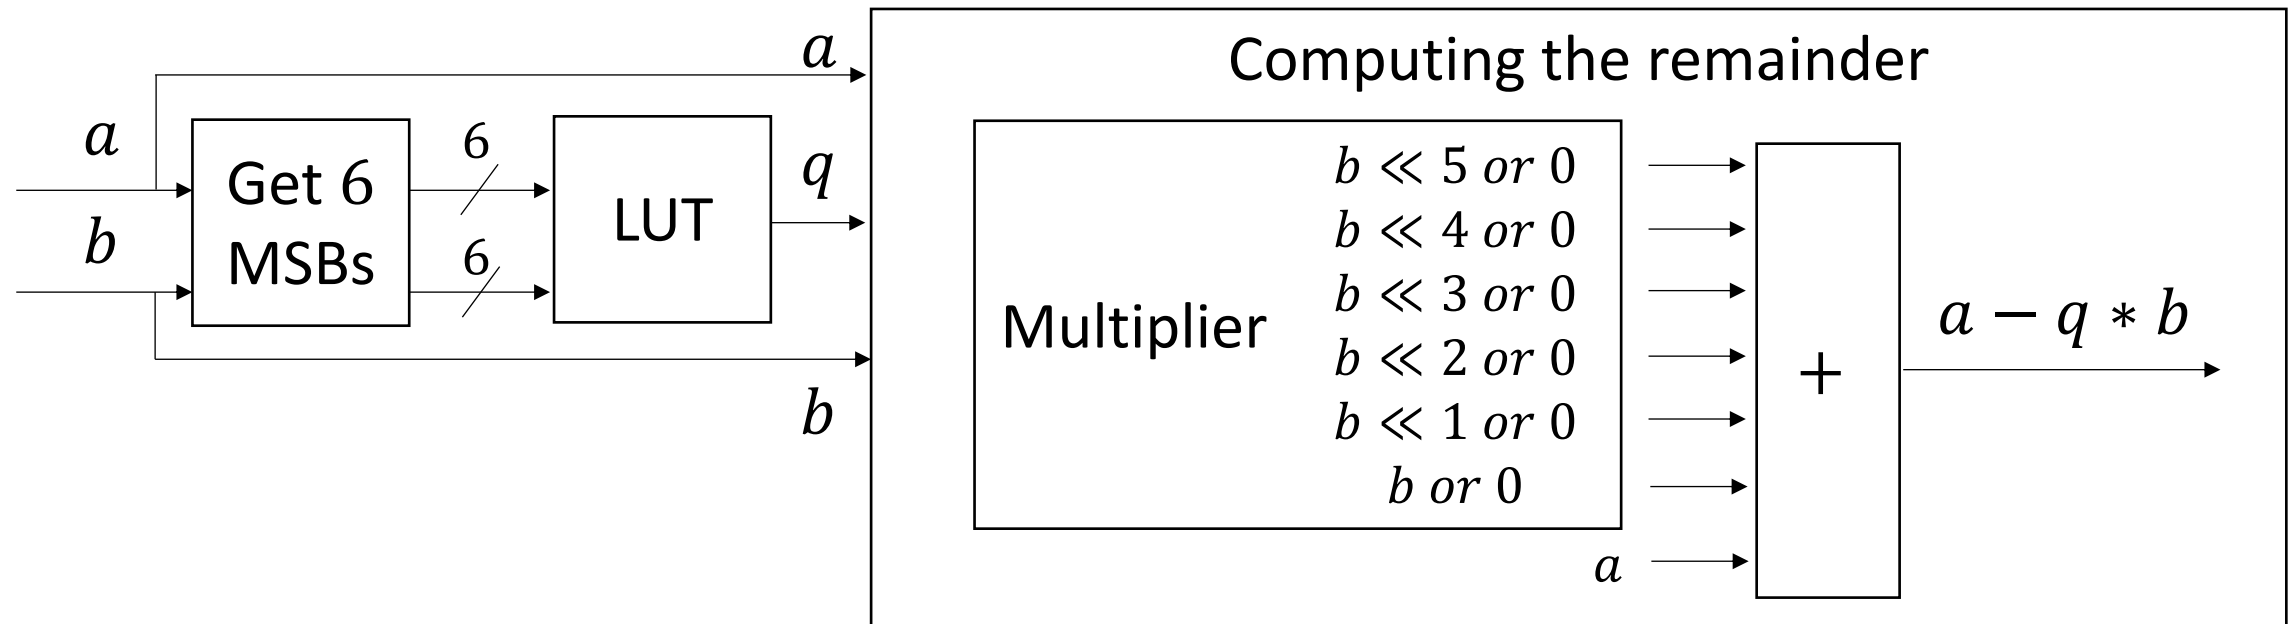 a
Computing the remainder
a
b
Get 6
MSBs
6
6
LUT
q
b
Multiplier
b ≪ 5 or 0
b ≪ 4 or 0
b ≪ 3 or 0
b ≪ 2 or 0
b ≪ 1 or 0
b or 0
a
+
a − q ∗ b